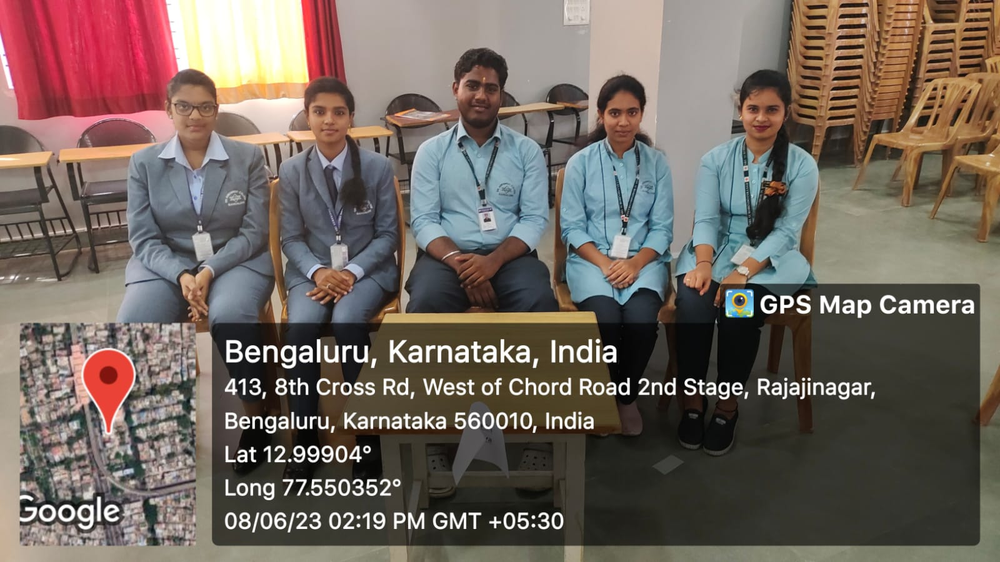 BANGALORE
GPS Map Camera
Bengaluru, Karnataka, India
413, 8th Cross Rd, West of Chord Road 2nd Stage, Rajajinagar,
Bengaluru, Karnataka 560010, India
Lat 12.99904°
Long 77.550352°
08/06/23 02:19 PM GMT +05:30
Google